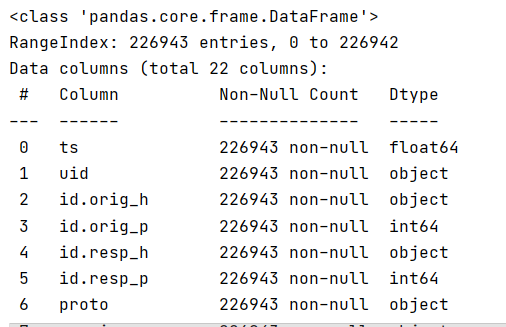 <class 'pandas.core.frame.DataFrame'>
RangeIndex: 226943 entries, 0 to 226942
Data columns (total 22 columns):
 #   Column          Non-Null Count   Dtype
---  ------          --------------   -----
 0   ts              226943 non-null  float64
 1   uid             226943 non-null  object
 2   id.orig_h       226943 non-null  object
 3   id.orig_p       226943 non-null  int64
 4   id.resp_h       226943 non-null  object
 5   id.resp_p       226943 non-null  int64
 6   proto           226943 non-null  object